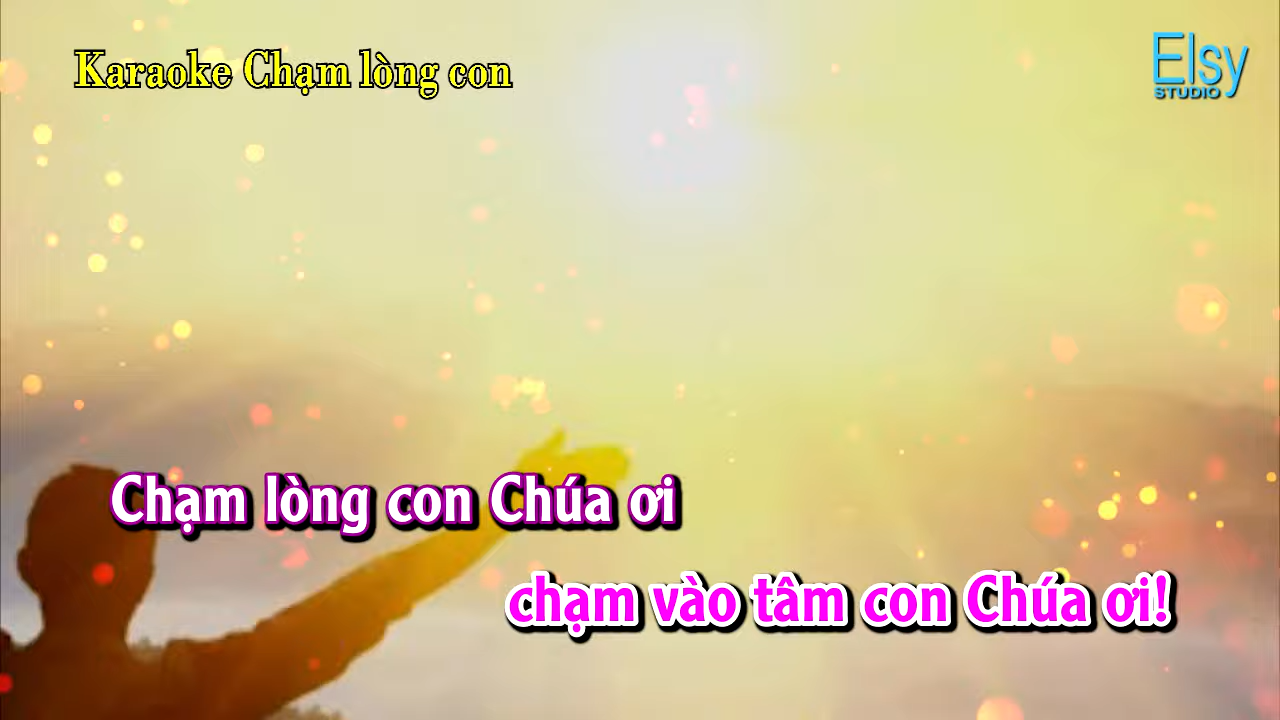 Karaoke Chạm lòng con
Elsy
STUDIO
Chạm lòng con Chúa ơi
chạm vào tâm con Chúa ơi!